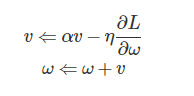 v ⇐ αv − η ∂L/∂ω
ω ⇐ ω + v